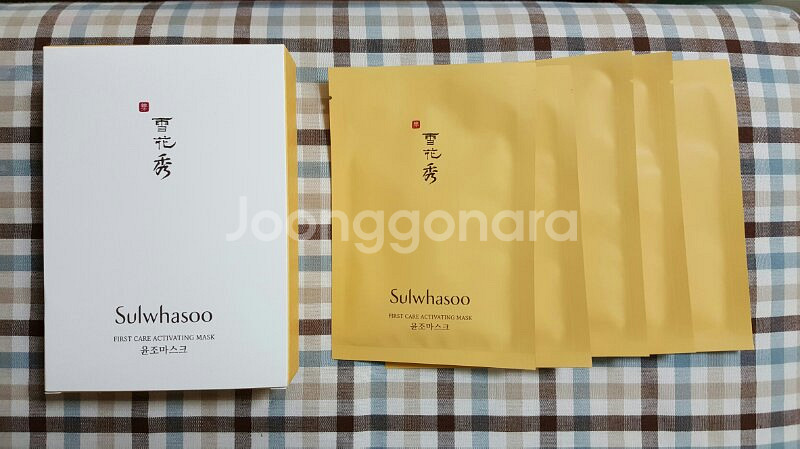 雪
花
秀
Sulwhasoo
FIRST CARE ACTIVATING MASK
윤조마스크
雪
花
秀
Sulwhasoo
FIRST CARE ACTIVATING MASK
윤조마스크
Joonggonara